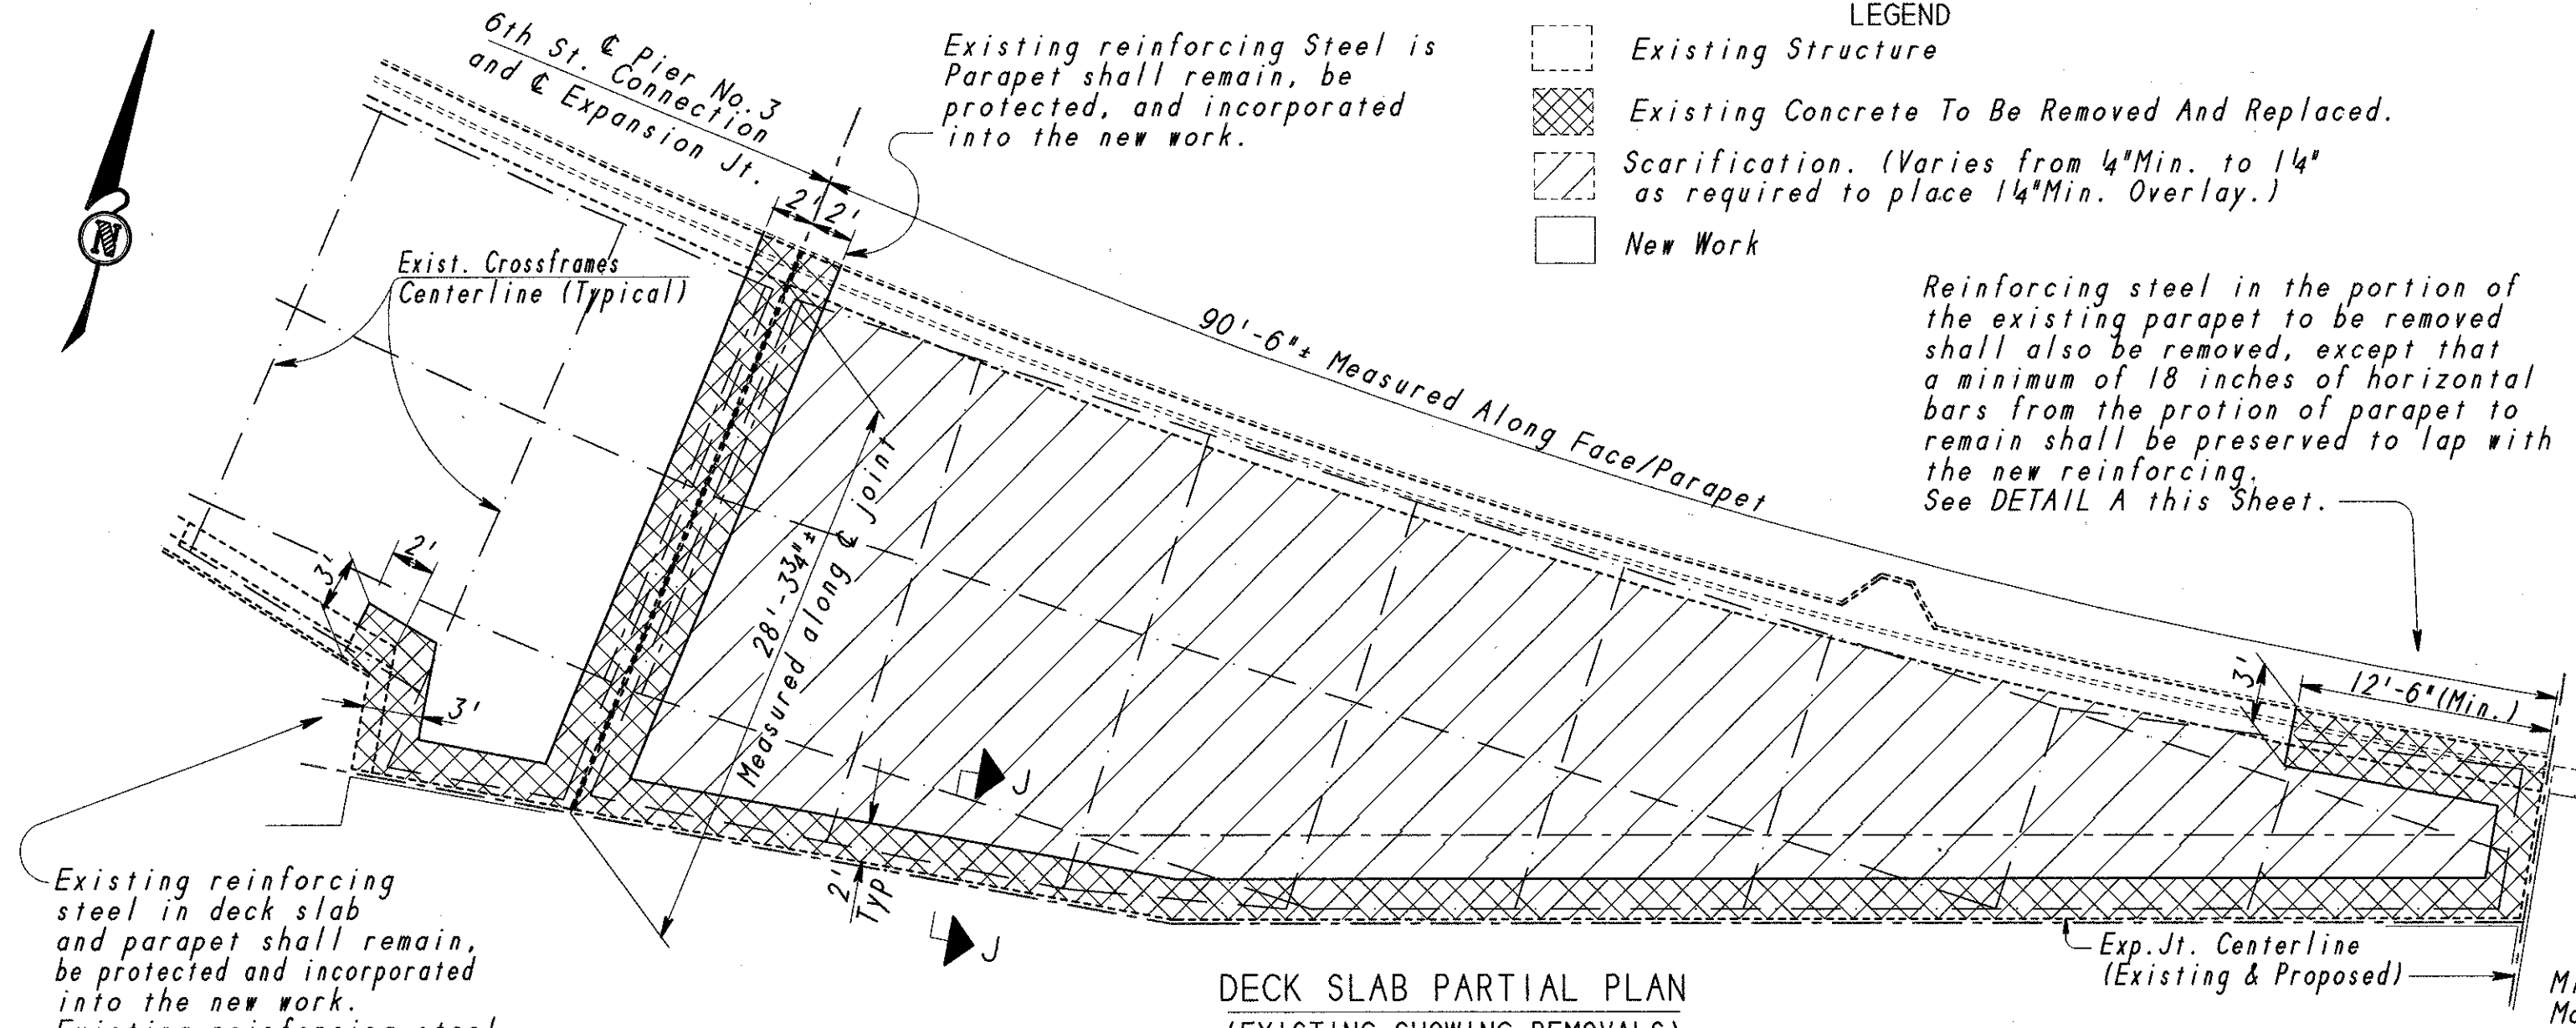 LEGEND
Existing Structure
Existing Concrete To Be Removed And Replaced.
Scarification. (Varies from ¼"Min. to 1¼"
as required to place 1¼"Min. Overlay.)
New Work
6th St. ℄ Pier No. 3
Connection
and ℄ Expansion Jt.
Existing reinforcing Steel is
Parapet shall remain, be
protected, and incorporated
into the new work.
N
2'
2'
Exist. Crossframes
Centerline (Typical)
90'-6"± Measured Along Face/Parapet
Reinforcing steel in the portion of
the existing parapet to be removed
shall also be removed, except that
a minimum of 18 inches of horizontal
bars from the protion of parapet to
remain shall be preserved to lap with
the new reinforcing.
See DETAIL A this Sheet.
28'-3¾"±
Measured along ℄ joint
3'
2'
3'
3'
12'-6"(Min.)
J
J
2'
Typ
Existing reinforcing
steel in deck slab
and parapet shall remain,
be protected and incorporated
into the new work.
Existing reinforcing steel
Exp.Jt. Centerline
(Existing & Proposed)
DECK SLAB PARTIAL PLAN
(EXISTING SHOWING REMOVALS)